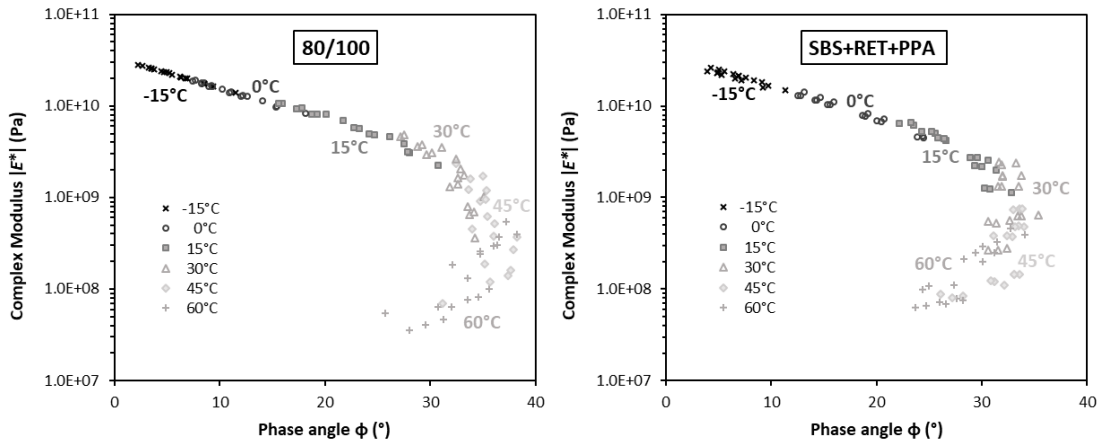 1.0E+11
1.0E+10
1.0E+09
1.0E+08
1.0E+07
Complex Modulus |E*| (Pa)
80/100
-15°C
0°C
15°C
30°C
45°C
60°C
-15°C
0°C
15°C
30°C
45°C
60°C
0 10 20 30 40
Phase angle ϕ (°)
1.0E+11
1.0E+10
1.0E+09
1.0E+08
1.0E+07
Complex Modulus |E*| (Pa)
SBS+RET+PPA
-15°C
0°C
15°C
30°C
60°C
45°C
-15°C
0°C
15°C
30°C
45°C
60°C
0 10 20 30 40
Phase angle ϕ (°)